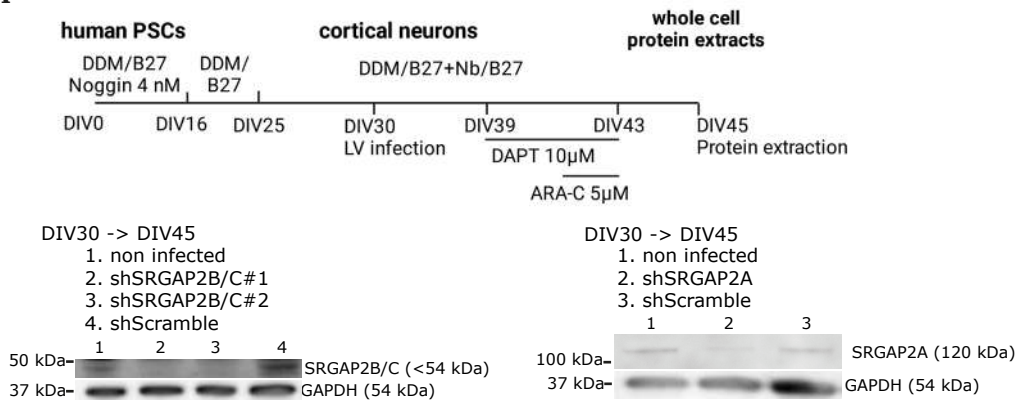 human PSCs
cortical neurons
whole cell
protein extracts
DDM/B27
Noggin 4 nM
DDM/
B27
DDM/B27+Nb/B27
DIV0
DIV16
DIV25
DIV30
LV infection
DIV39
DIV43
DIV45
Protein extraction
DAPT 10µM
ARA-C 5µM
DIV30 -> DIV45
1. non infected
2. shSRGAP2B/C#1
3. shSRGAP2B/C#2
4. shScramble
1 2 3 4
50 kDa-
SRGAP2B/C (<54 kDa)
37 kDa-
GAPDH (54 kDa)
DIV30 -> DIV45
1. non infected
2. shSRGAP2A
3. shScramble
1 2 3
100 kDa-
SRGAP2A (120 kDa)
37 kDa-
GAPDH (54 kDa)